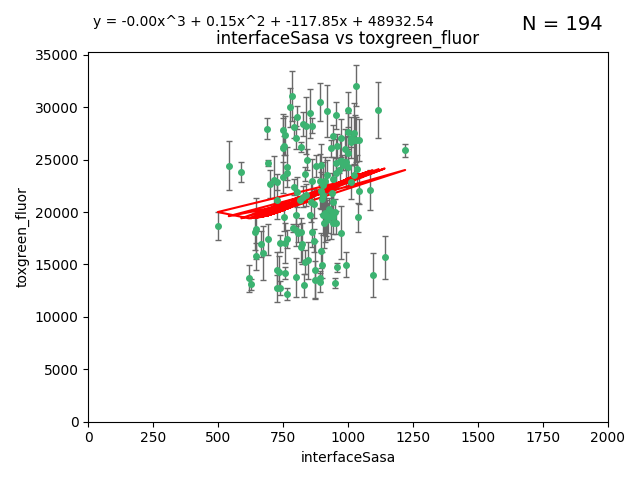 y = -0.00x^3 + 0.15x^2 + -117.85x + 48932.54
N = 194
interfaceSasa vs toxgreen_fluor
35000
30000
25000
20000
15000
10000
5000
0
toxgreen_fluor
0 250 500 750 1000 1250 1500 1750 2000
interfaceSasa